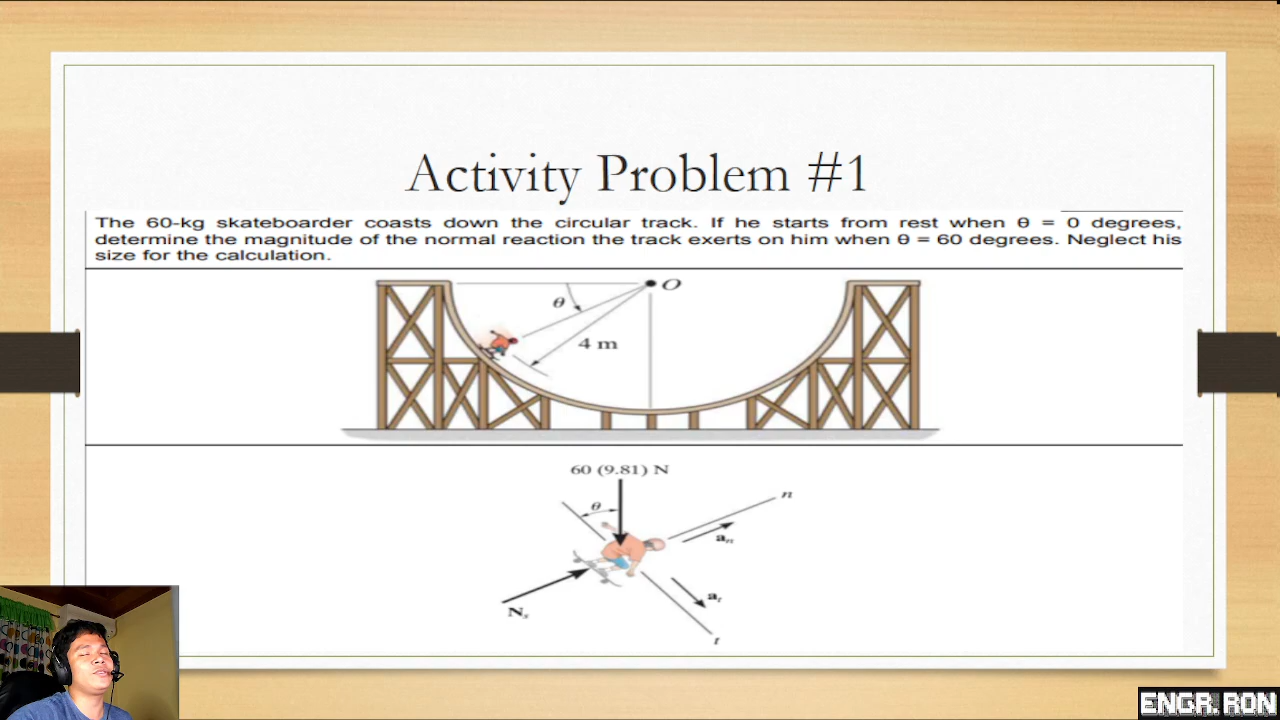 Activity Problem #1
The 60-kg skateboarder coasts down the circular track. If he starts from rest when θ = 0 degrees,
determine the magnitude of the normal reaction the track exerts on him when θ = 60 degrees. Neglect his
size for the calculation.
O
θ
4 m
60 (9.81) N
θ
n
aₙ
aₜ
Nₛ
t
ENGR. RON